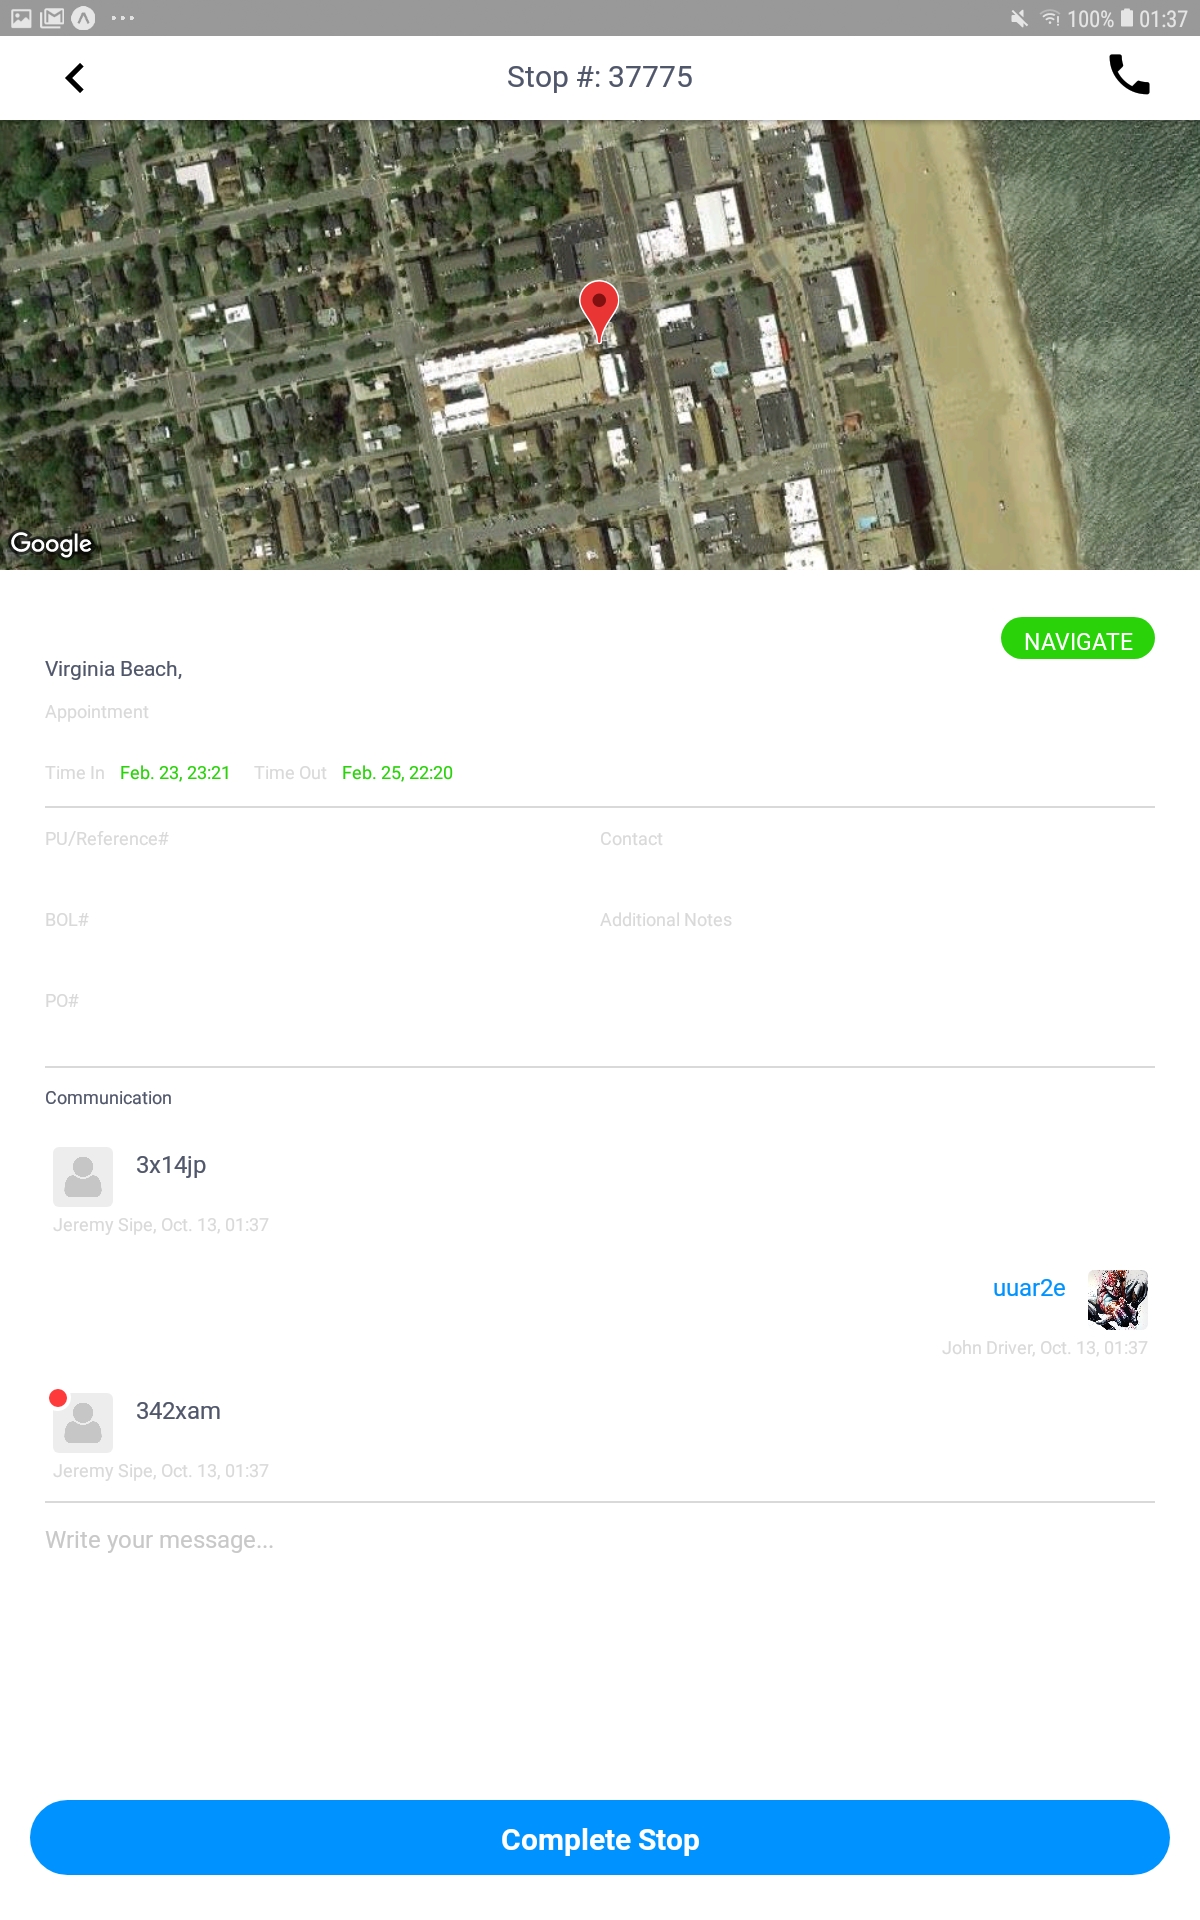 100% 01:37
Stop #: 37775
Google
NAVIGATE
Virginia Beach,
Appointment
Time In Feb. 23, 23:21 Time Out Feb. 25, 22:20
PU/Reference# Contact
BOL# Additional Notes
PO#
Communication
3x14jp
Jeremy Sipe, Oct. 13, 01:37
uuar2e
John Driver, Oct. 13, 01:37
342xam
Jeremy Sipe, Oct. 13, 01:37
Write your message...
Complete Stop